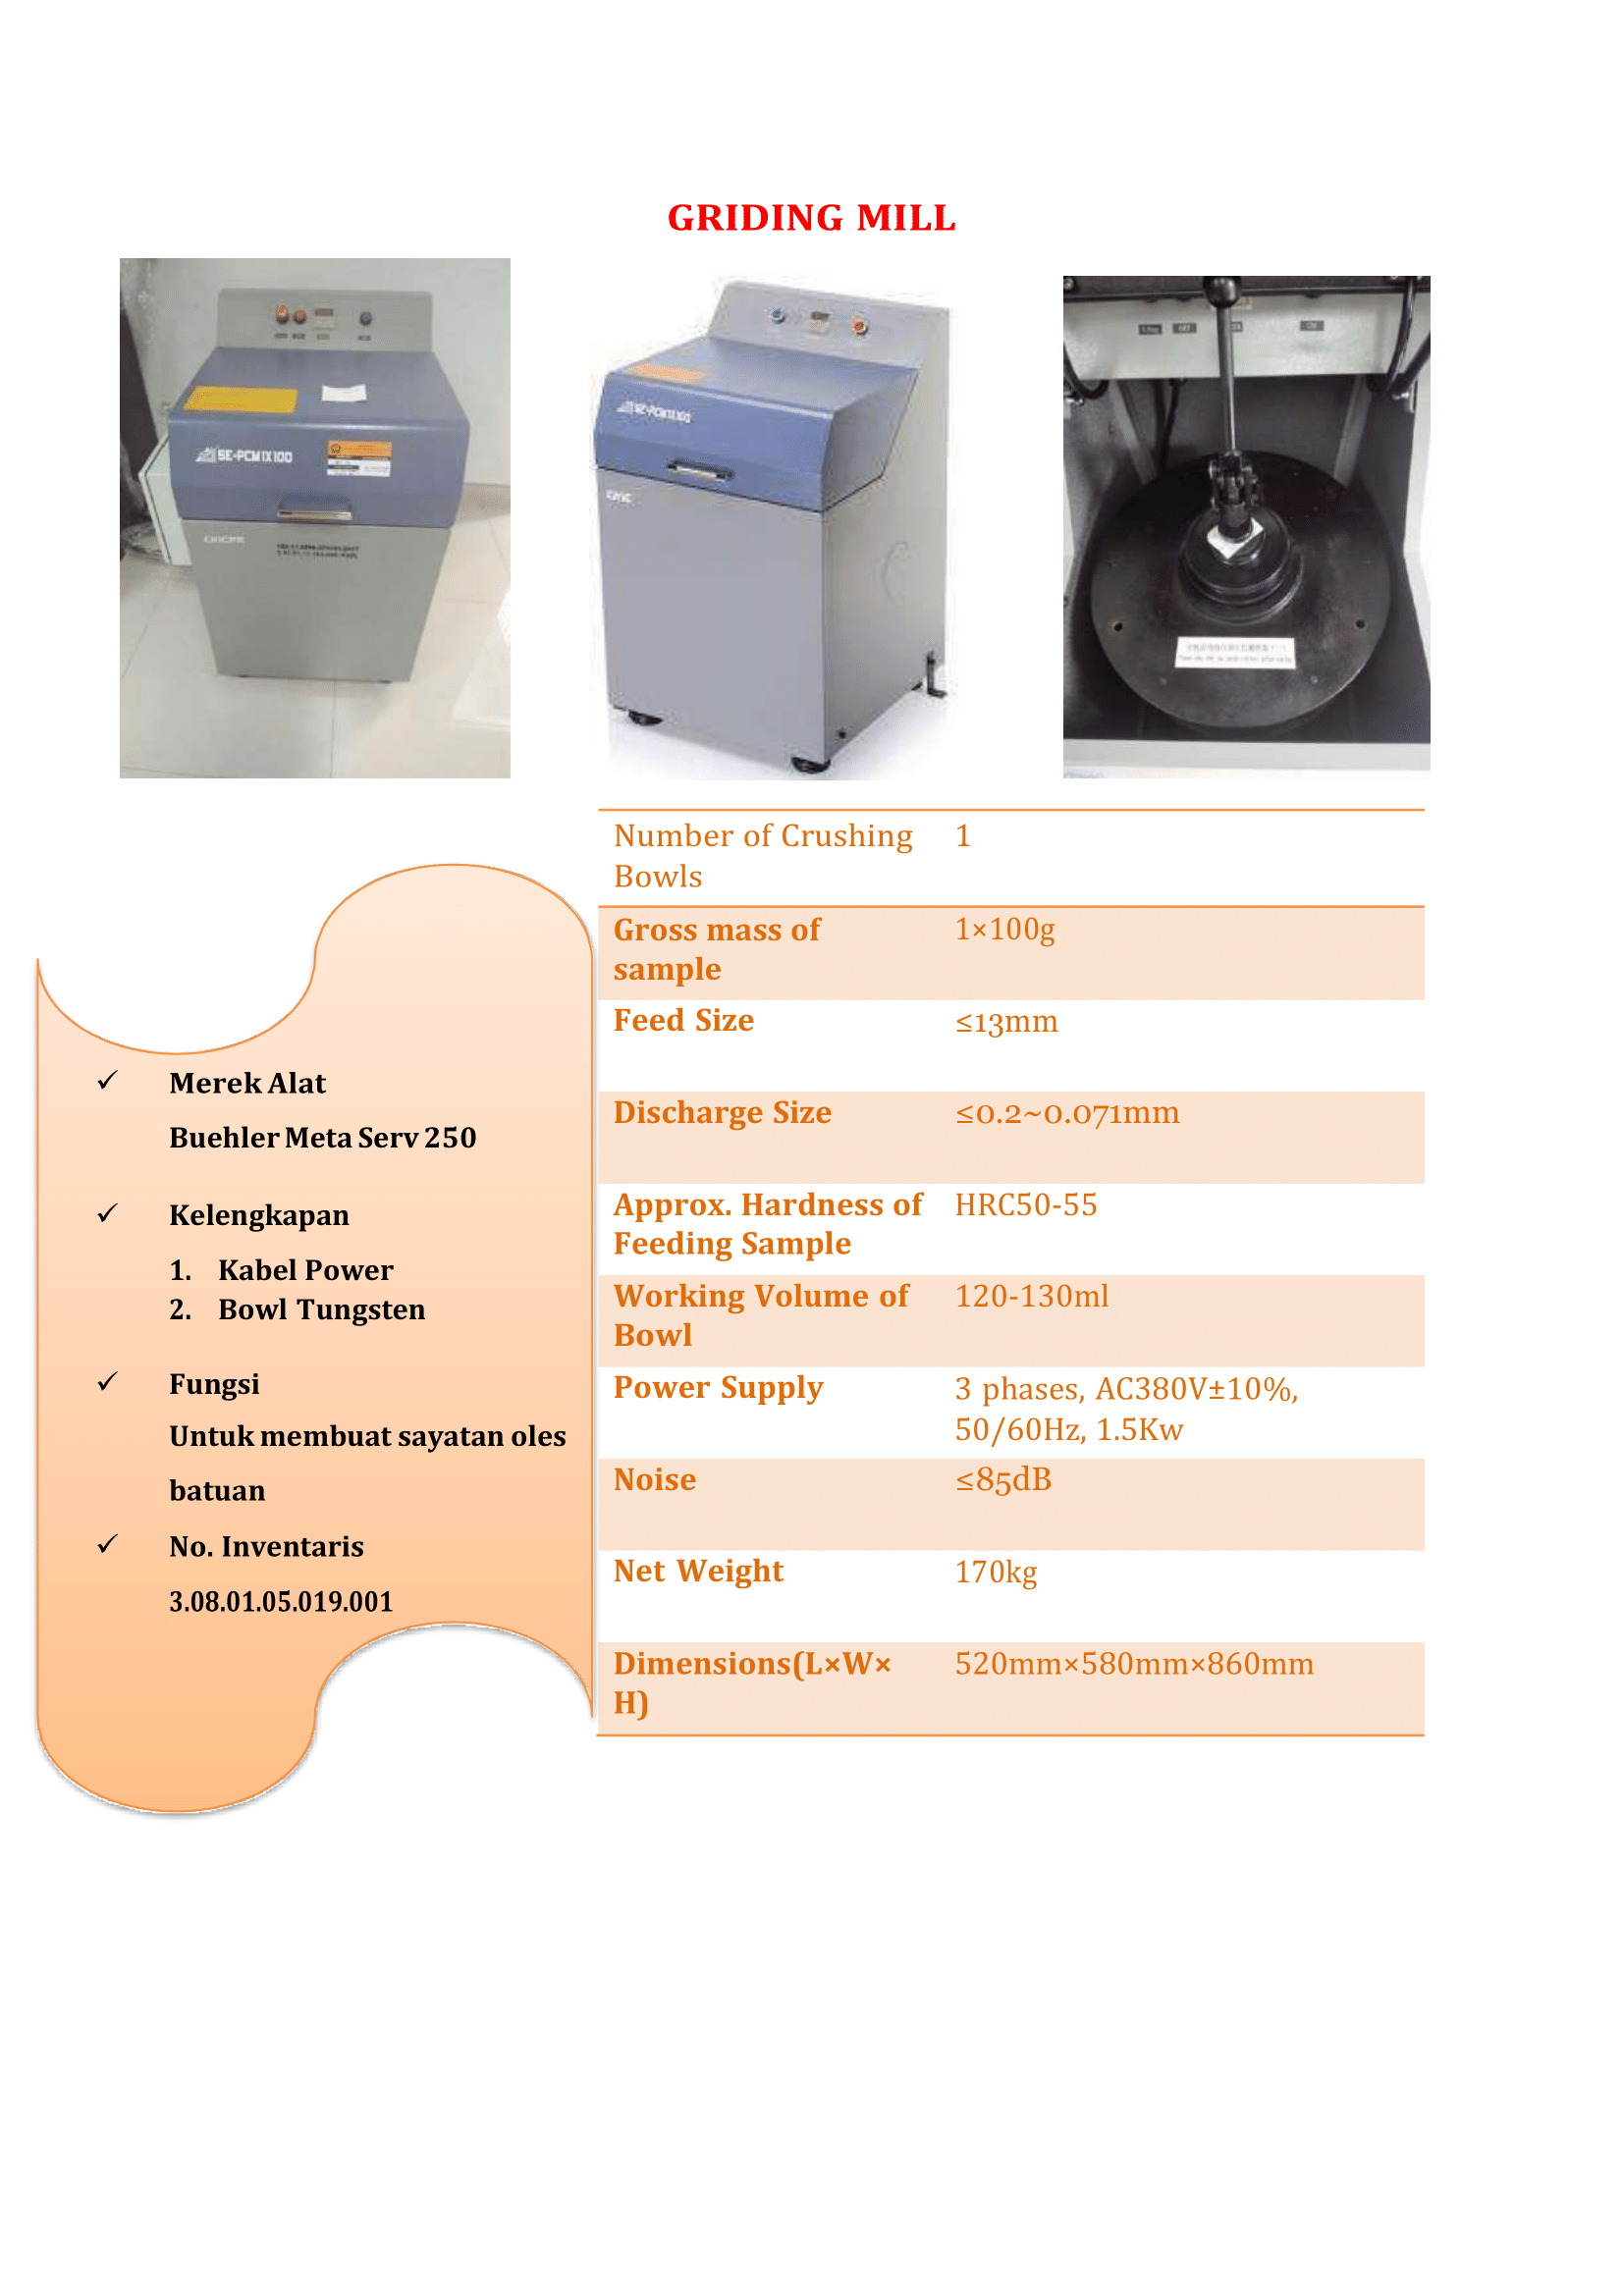 GRIDING MILL
SE-PCM1X100
Number of Crushing 1
Bowls
Gross mass of 1×100g
sample
Feed Size ≤13mm
Discharge Size ≤0.2~0.071mm
Approx. Hardness of HRC50-55
Feeding Sample
Working Volume of 120-130ml
Bowl
Power Supply 3 phases, AC380V±10%,
50/60Hz, 1.5Kw
Noise ≤85dB
Net Weight 170kg
Dimensions(L×W× 520mm×580mm×860mm
H)
✓ Merek Alat
Buehler Meta Serv 250
✓ Kelengkapan
1. Kabel Power
2. Bowl Tungsten
✓ Fungsi
Untuk membuat sayatan oles
batuan
✓ No. Inventaris
3.08.01.05.019.001